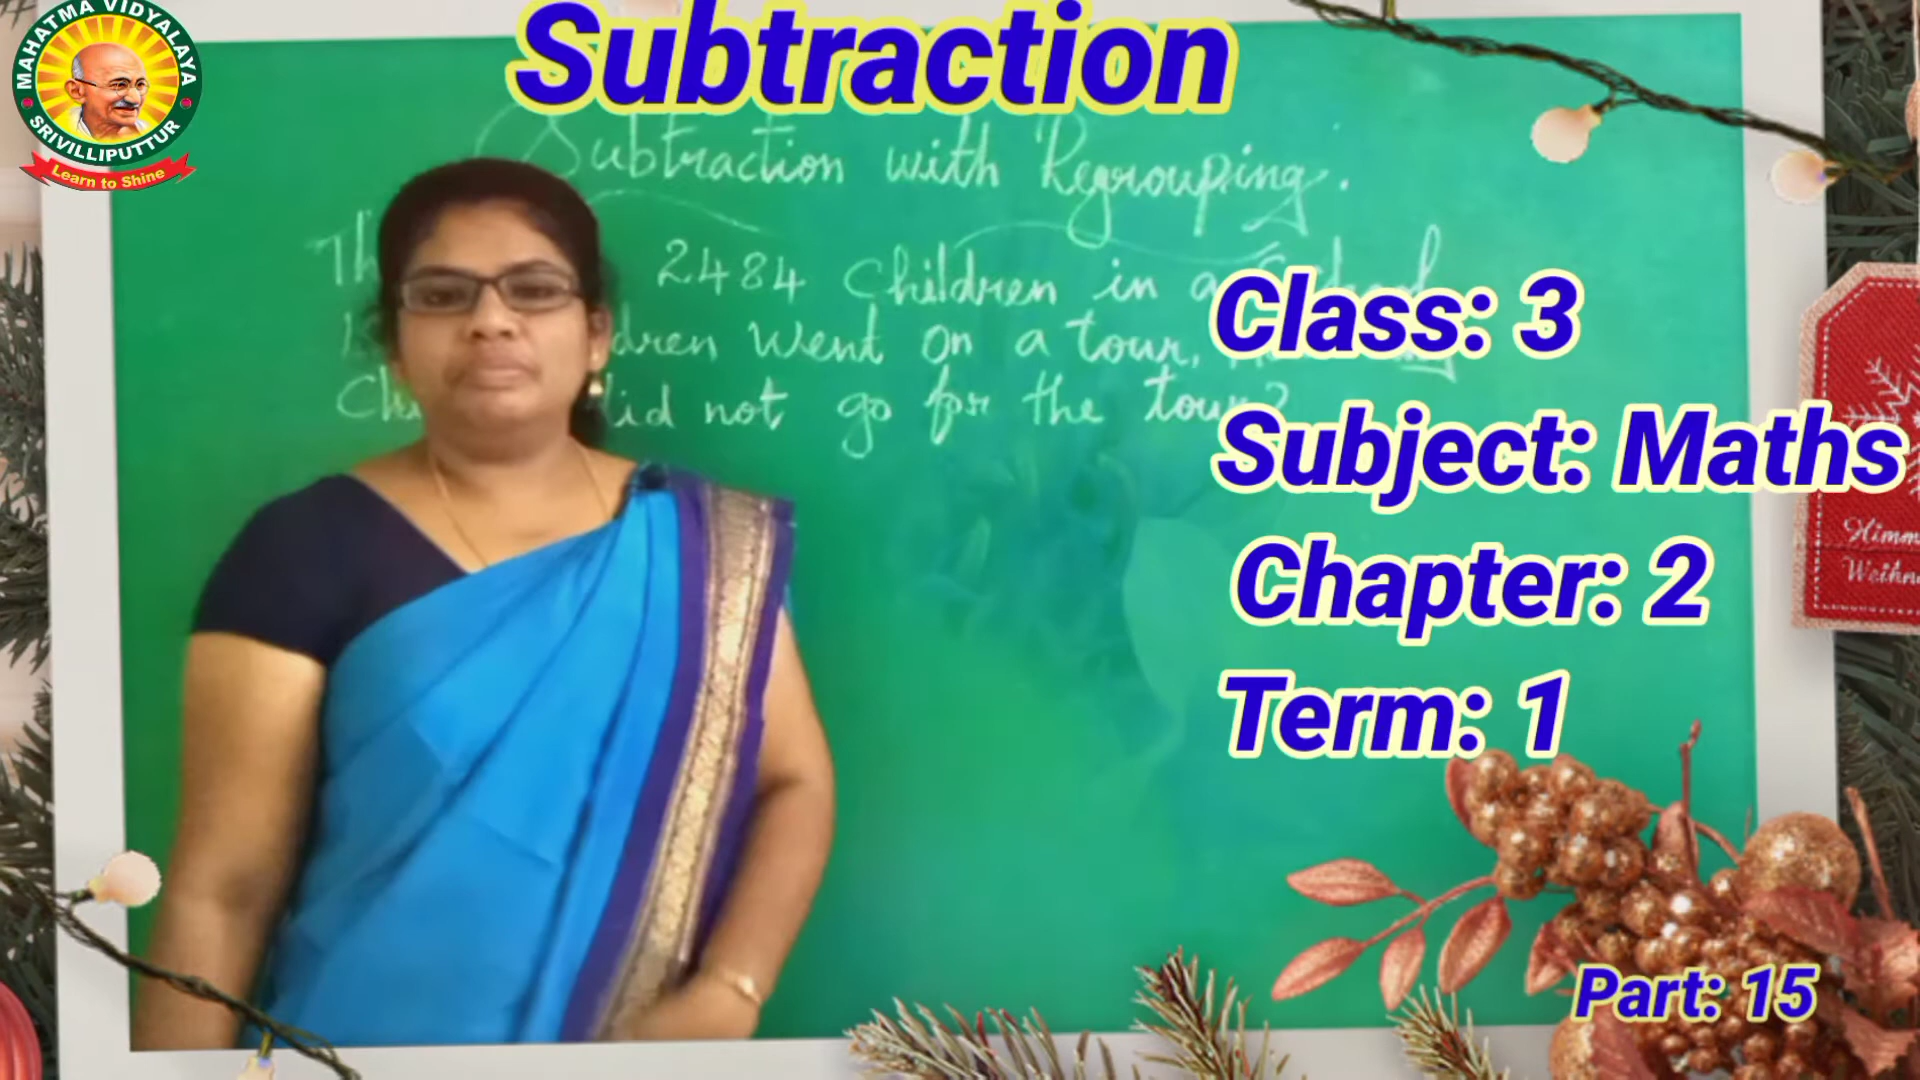 MAHATMA VIDYALAYA
SRIVILLIPUTTUR
Learn to Shine
Subtraction
Subtraction with Regrouping.
2484 Children in a
went on a tour,
did not go for the tour?
Class: 3
Subject: Maths
Chapter: 2
Term: 1
Part: 15